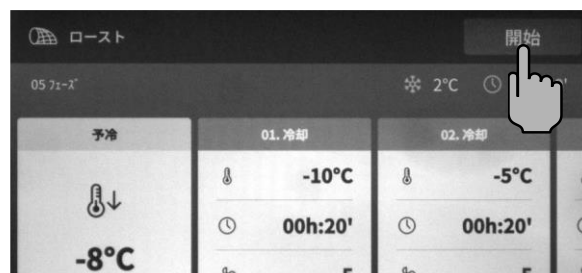 ロースト
開始
05 フェーズ
2°C
予冷
01. 冷却
02. 冷却
-10°C
-5°C
00h:20'
00h:20'
-8°C